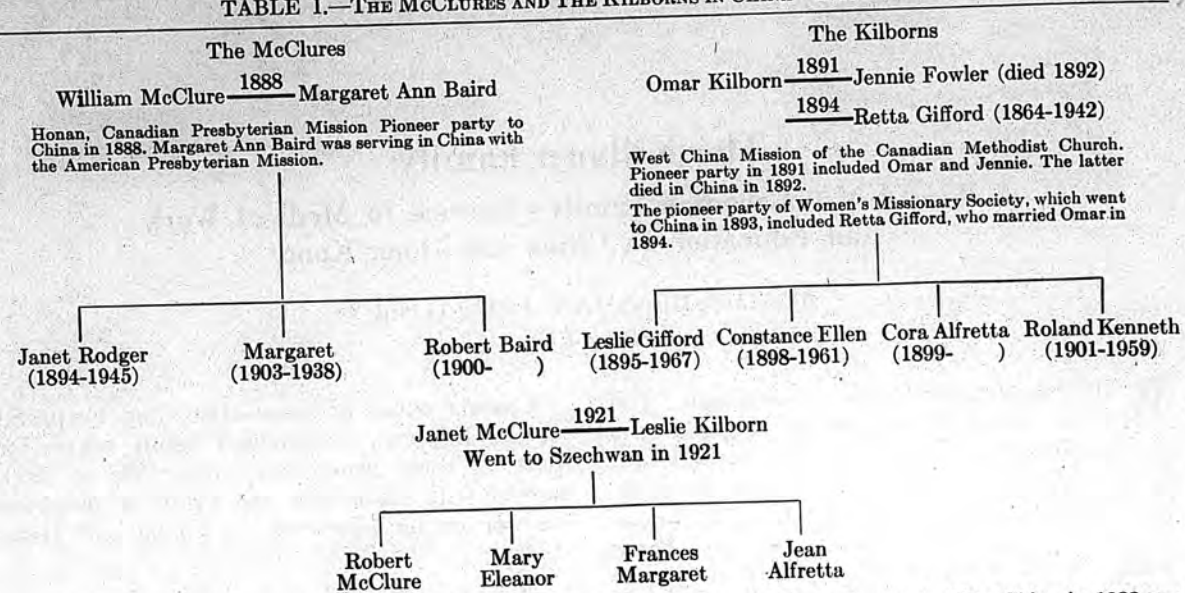 TABLE I.—THE MCCLURES AND THE KILBORNS IN
The McClures
William McClure 1888 Margaret Ann Baird
Honan, Canadian Presbyterian Mission Pioneer party to
China in 1888. Margaret Ann Baird was serving in China with
the American Presbyterian Mission.
The Kilborns
Omar Kilborn 1891 Jennie Fowler (died 1892)
1894 Retta Gifford (1864-1942)
West China Mission of the Canadian Methodist Church.
Pioneer party in 1891 included Omar and Jennie. The latter
died in China in 1892.
The pioneer party of Women's Missionary Society, which went
to China in 1893, included Retta Gifford, who married Omar in
1894.
Janet Rodger
(1894-1945)
Margaret
(1903-1938)
Robert Baird
(1900- )
Leslie Gifford
(1895-1967)
Constance Ellen
(1898-1961)
Cora Alfretta
(1899- )
Roland Kenneth
(1901-1959)
Janet McClure 1921 Leslie Kilborn
Went to Szechwan in 1921
Robert
McClure
Mary
Eleanor
Frances
Margaret
Jean
Alfretta